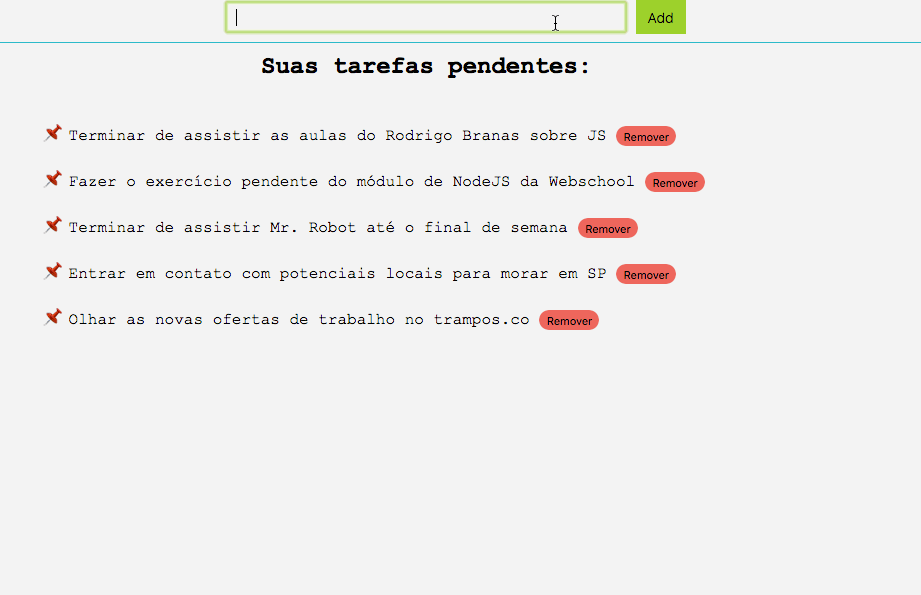 Add
Suas tarefas pendentes:
Terminar de assistir as aulas do Rodrigo Branas sobre JS Remover
Fazer o exercício pendente do módulo de NodeJS da Webschool Remover
Terminar de assistir Mr. Robot até o final de semana Remover
Entrar em contato com potenciais locais para morar em SP Remover
Olhar as novas ofertas de trabalho no trampos.co Remover